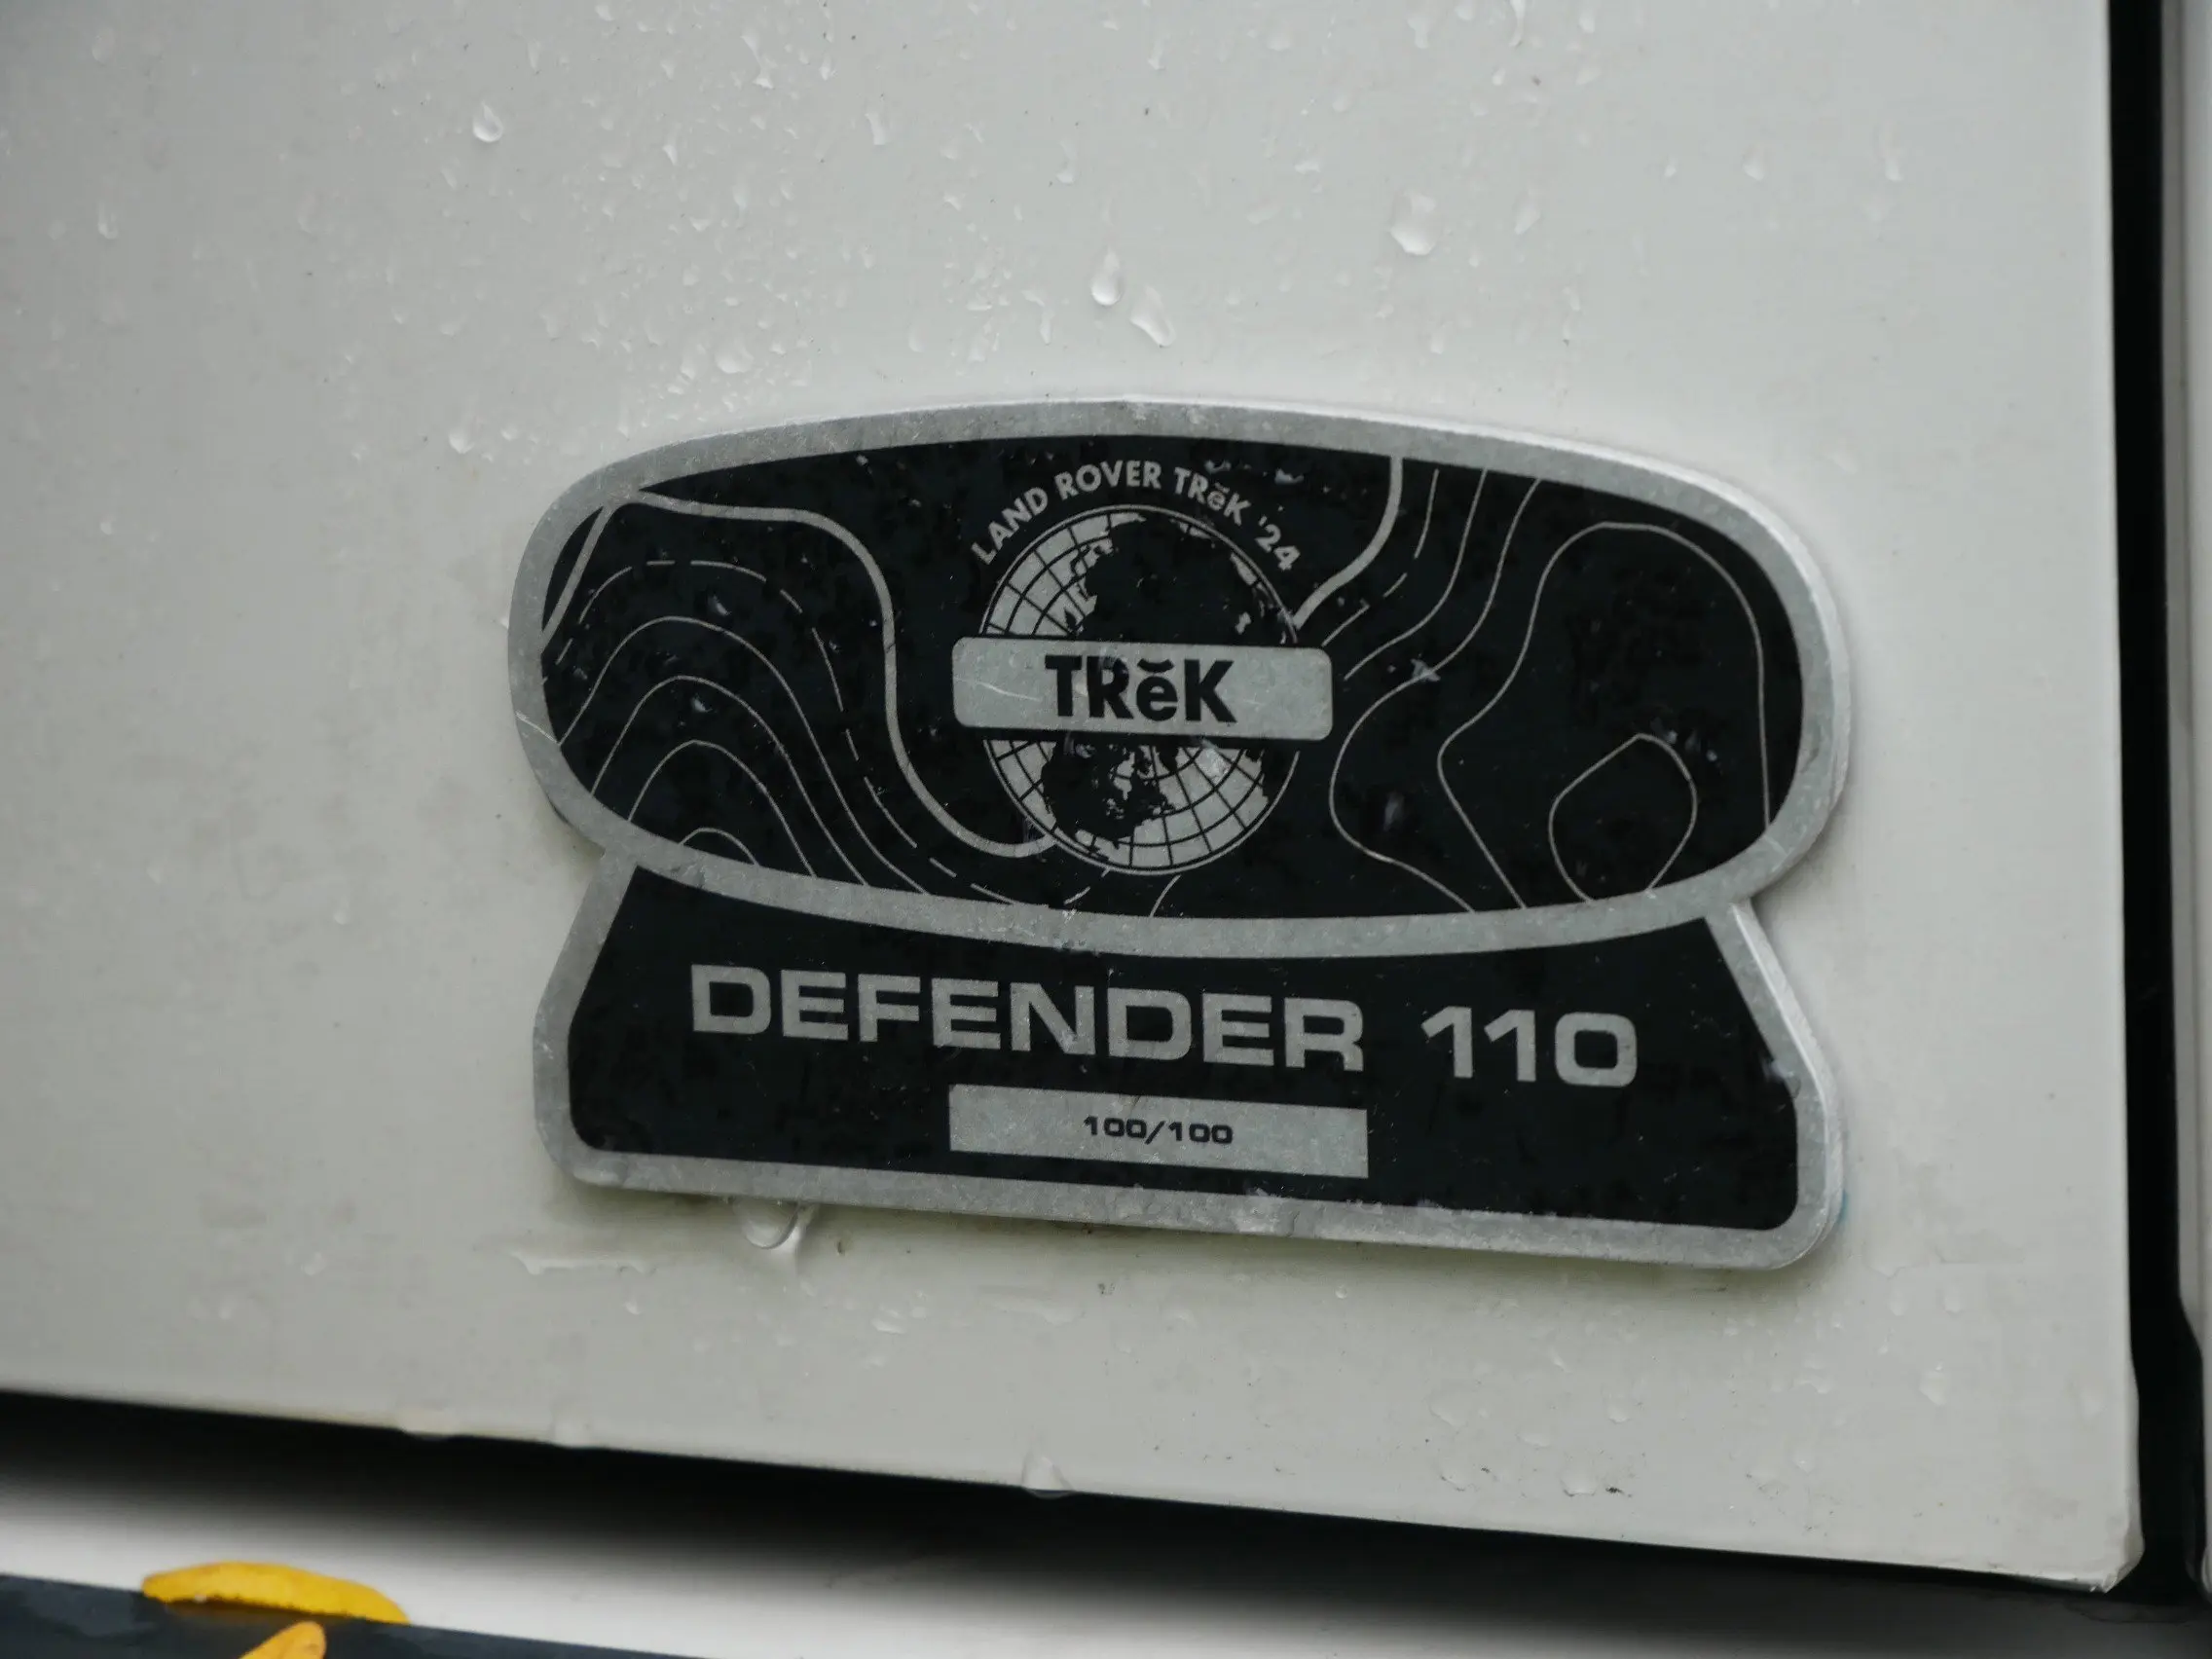 LAND ROVER TRĕK '24
TRĕK
DEFENDER 110
100/100